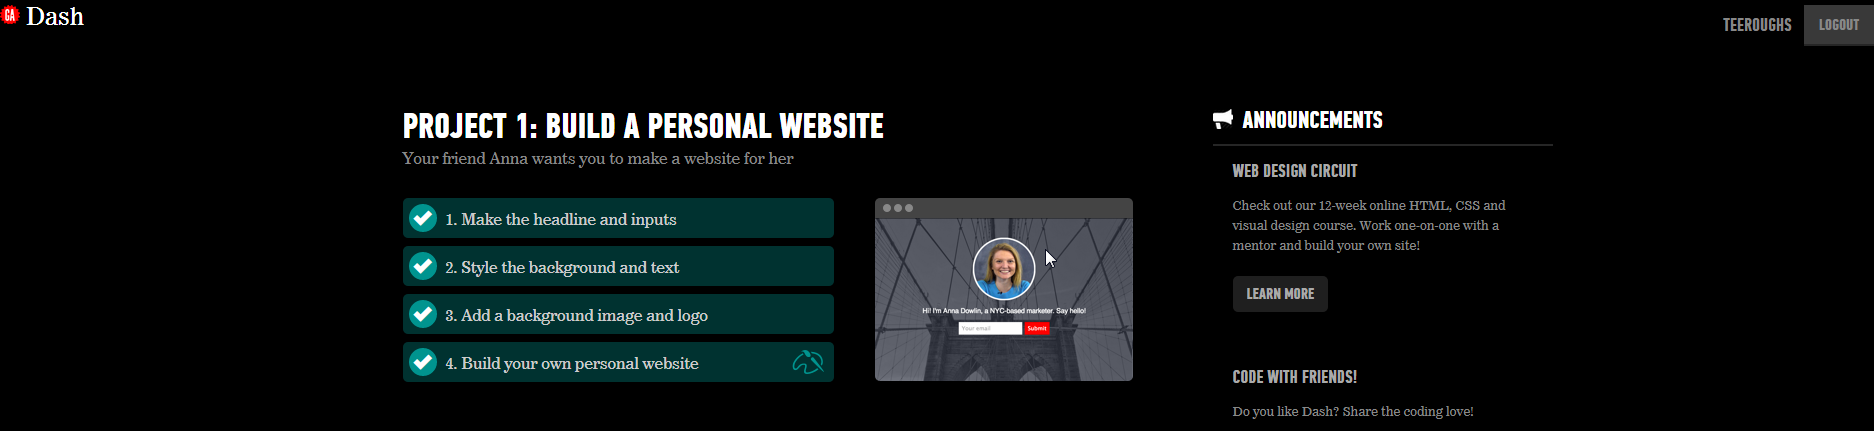 GA Dash
TEEROUGHS
LOGOUT
PROJECT 1: BUILD A PERSONAL WEBSITE
Your friend Anna wants you to make a website for her
1. Make the headline and inputs
2. Style the background and text
3. Add a background image and logo
4. Build your own personal website
Hi! I'm Anna Dowlin, a NYC-based marketer. Say hello!
Your email
Submit
ANNOUNCEMENTS
WEB DESIGN CIRCUIT
Check out our 12-week online HTML, CSS and
visual design course. Work one-on-one with a
mentor and build your own site!
LEARN MORE
CODE WITH FRIENDS!
Do you like Dash? Share the coding love!